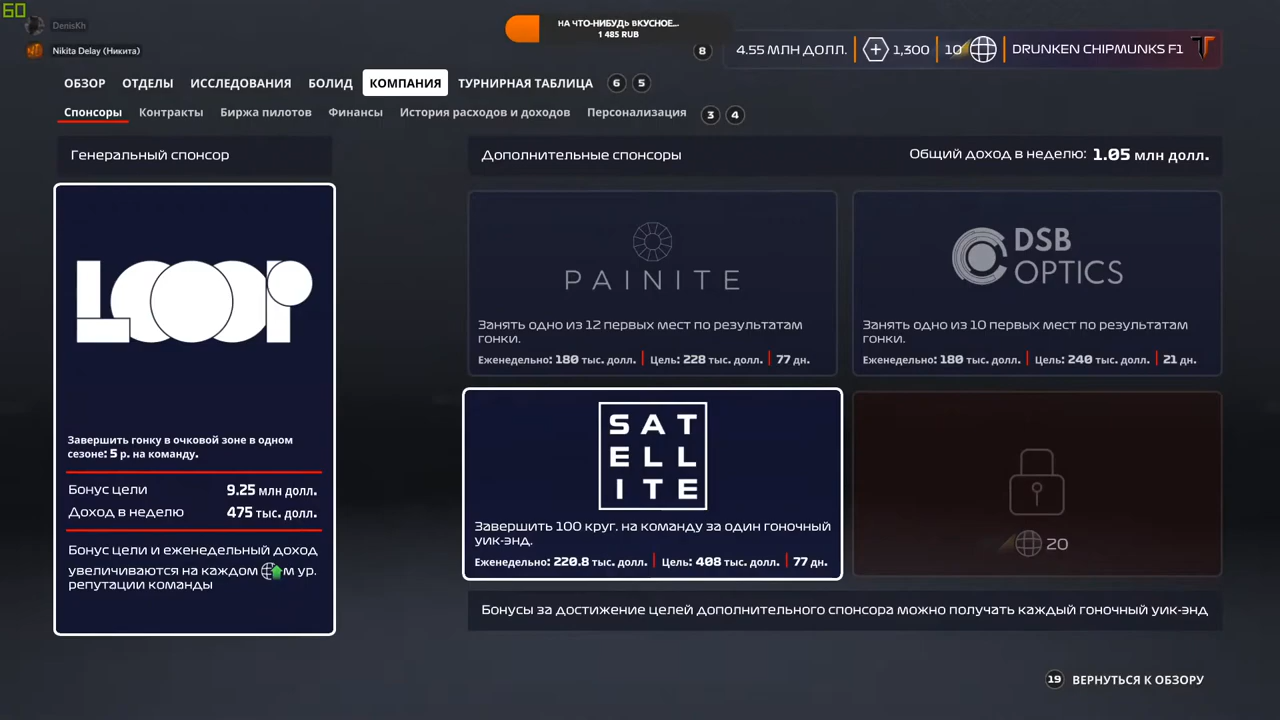 60
DenisKh
Nikita Delay (Никита)
НА ЧТО-НИБУДЬ ВКУСНОЕ...
1 485 RUB
8
4.55 МЛН ДОЛЛ.
1,300
10
DRUNKEN CHIPMUNKS F1
ОБЗОР ОТДЕЛЫ ИССЛЕДОВАНИЯ БОЛИД КОМПАНИЯ ТУРНИРНАЯ ТАБЛИЦА 6 5
Спонсоры Контракты Биржа пилотов Финансы История расходов и доходов Персонализация 3 4
Генеральный спонсор
LOOP
Завершить гонку в очковой зоне в одном
сезоне: 5 р. на команду.
Бонус цели 9.25 млн долл.
Доход в неделю 475 тыс. долл.
Бонус цели и еженедельный доход
увеличиваются на каждом м ур.
репутации команды
Дополнительные спонсоры
Общий доход в неделю: 1.05 млн долл.
PAINITE
Занять одно из 12 первых мест по результатам
гонки.
Еженедельно: 180 тыс. долл. Цель: 228 тыс. долл. 77 дн.
DSB
OPTICS
Занять одно из 10 первых мест по результатам
гонки.
Еженедельно: 180 тыс. долл. Цель: 240 тыс. долл. 21 дн.
SAT
ELL
ITE
Завершить 100 круг. на команду за один гоночный
уик-энд.
Еженедельно: 220.8 тыс. долл. Цель: 408 тыс. долл. 77 дн.
20
Бонусы за достижение целей дополнительного спонсора можно получать каждый гоночный уик-энд
19 ВЕРНУТЬСЯ К ОБЗОРУ